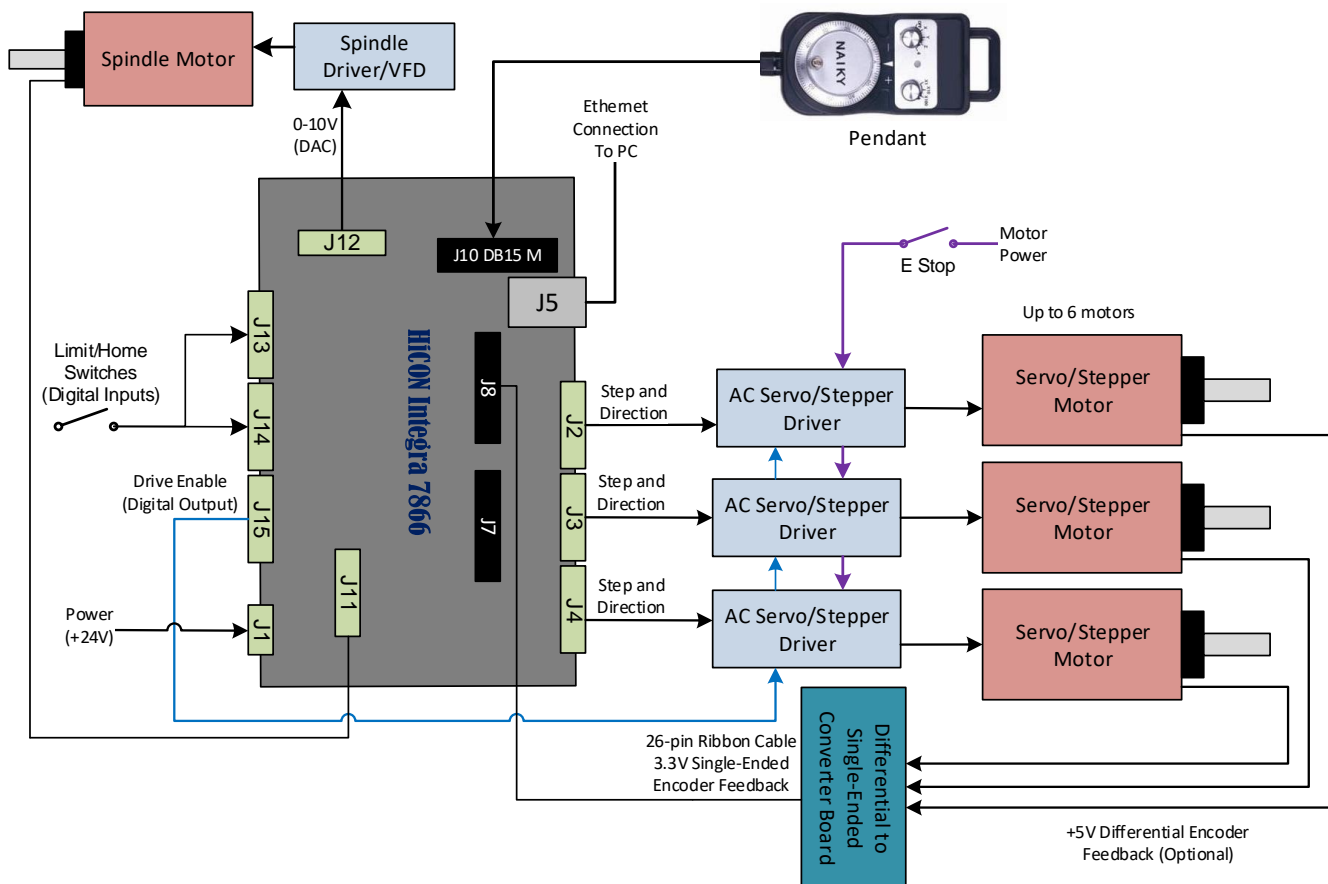 Spindle Motor
Spindle
Driver/VFD
0-10V
(DAC)
Ethernet
Connection
To PC
NAIKY
Pendant
J12
J10 DB15 M
J5
E Stop
Motor
Power
Up to 6 motors
J13
J14
J15
J1
J11
J8
J7
J2
J3
J4
HiCON Integra 7866
Limit/Home
Switches
(Digital Inputs)
Drive Enable
(Digital Output)
Power
(+24V)
Step and
Direction
AC Servo/Stepper
Driver
Servo/Stepper
Motor
Step and
Direction
AC Servo/Stepper
Driver
Servo/Stepper
Motor
Step and
Direction
AC Servo/Stepper
Driver
Servo/Stepper
Motor
26-pin Ribbon Cable
3.3V Single-Ended
Encoder Feedback
Differential to
Single-Ended
Converter Board
+5V Differential Encoder
Feedback (Optional)